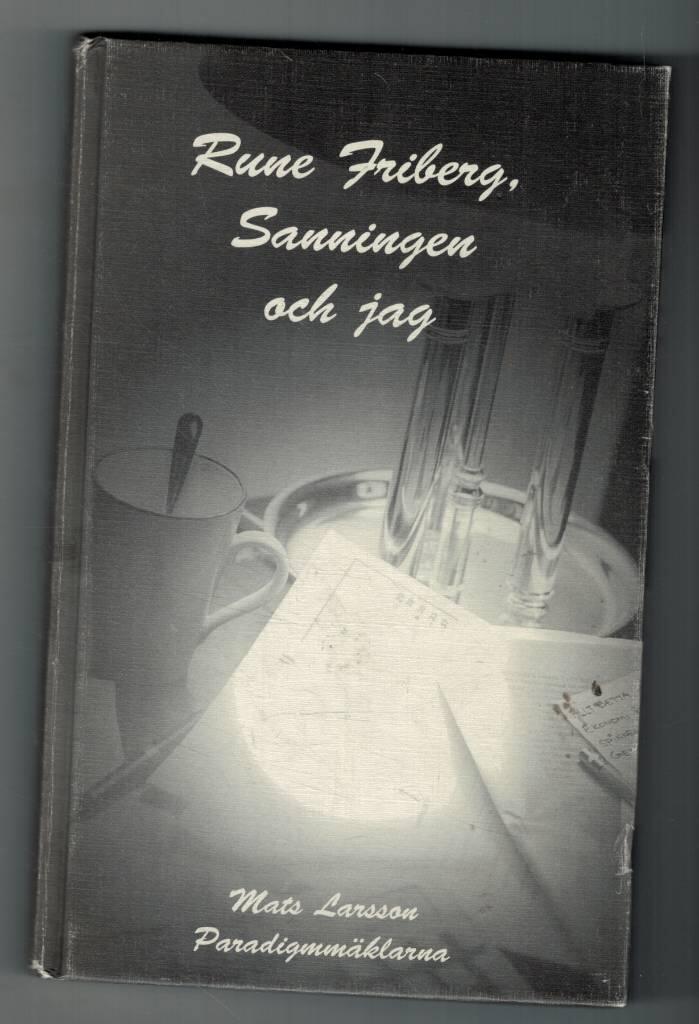 Rune Friberg,
Sanningen
och jag
Mats Larsson
Paradigmmäklarna